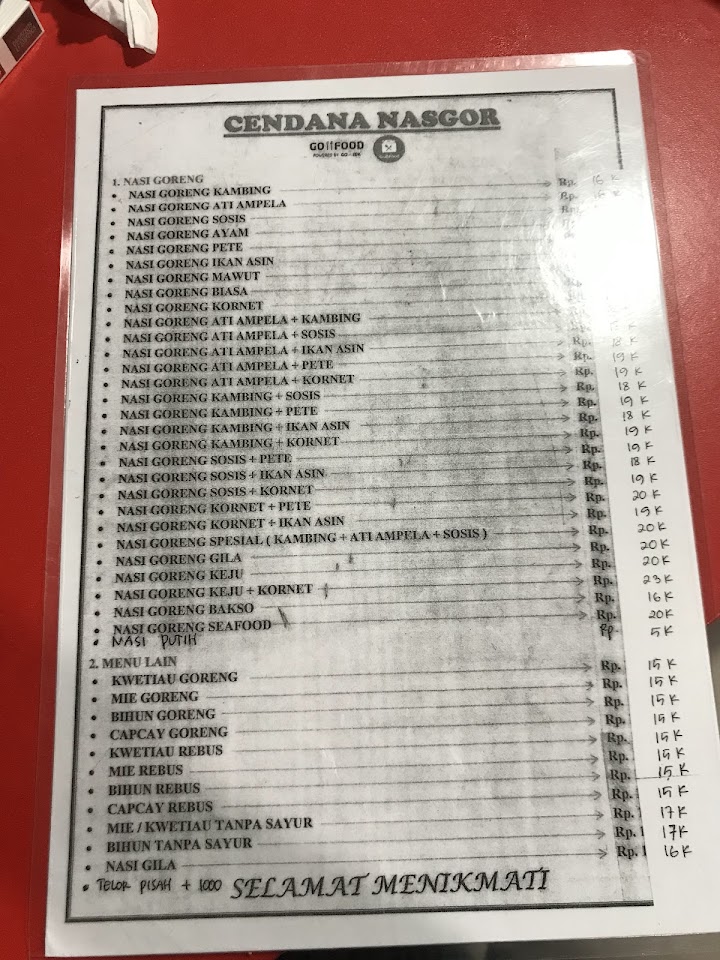 CENDANA NASGOR
GO FOOD
POWERED BY GO-JEK
1. NASI GORENG
• NASI GORENG KAMBING Rp. 16 K
• NASI GORENG ATI AMPELA Rp.
• NASI GORENG SOSIS Rp.
• NASI GORENG AYAM
• NASI GORENG PETE
• NASI GORENG IKAN ASIN
• NASI GORENG MAWUT
• NASI GORENG BIASA
• NASI GORENG KORNET
• NASI GORENG ATI AMPELA + KAMBING
• NASI GORENG ATI AMPELA + SOSIS
• NASI GORENG ATI AMPELA + IKAN ASIN Rp. 18 K
• NASI GORENG ATI AMPELA + PETE Rp. 19 K
• NASI GORENG ATI AMPELA + KORNET Rp. 19 K
• NASI GORENG KAMBING + SOSIS Rp. 18 K
• NASI GORENG KAMBING + PETE Rp. 19 K
• NASI GORENG KAMBING + IKAN ASIN Rp. 18 K
• NASI GORENG KAMBING + KORNET Rp. 19 K
• NASI GORENG SOSIS + PETE Rp. 19 K
• NASI GORENG SOSIS + IKAN ASIN Rp. 18 K
• NASI GORENG SOSIS + KORNET Rp. 19 K
• NASI GORENG KORNET + PETE Rp. 20 K
• NASI GORENG KORNET + IKAN ASIN Rp. 19 K
• NASI GORENG SPESIAL ( KAMBING + ATI AMPELA + SOSIS ) Rp. 20 K
• NASI GORENG GILA Rp. 20 K
• NASI GORENG KEJU Rp. 20 K
• NASI GORENG KEJU + KORNET Rp. 23 K
• NASI GORENG BAKSO Rp. 16 K
• NASI GORENG SEAFOOD Rp. 20 K
• NASI PUTIH Rp. 5 K
2. MENU LAIN
• KWETIAU GORENG Rp. 15 K
• MIE GORENG Rp. 15 K
• BIHUN GORENG Rp. 15 K
• CAPCAY GORENG Rp. 15 K
• KWETIAU REBUS Rp. 15 K
• MIE REBUS Rp. 15 K
• BIHUN REBUS Rp. 15 K
• CAPCAY REBUS Rp. 15 K
• MIE / KWETIAU TANPA SAYUR Rp. 17 K
• BIHUN TANPA SAYUR Rp. 17 K
• NASI GILA Rp. 16 K
• TELOR PISAH + 1000
SELAMAT MENIKMATI